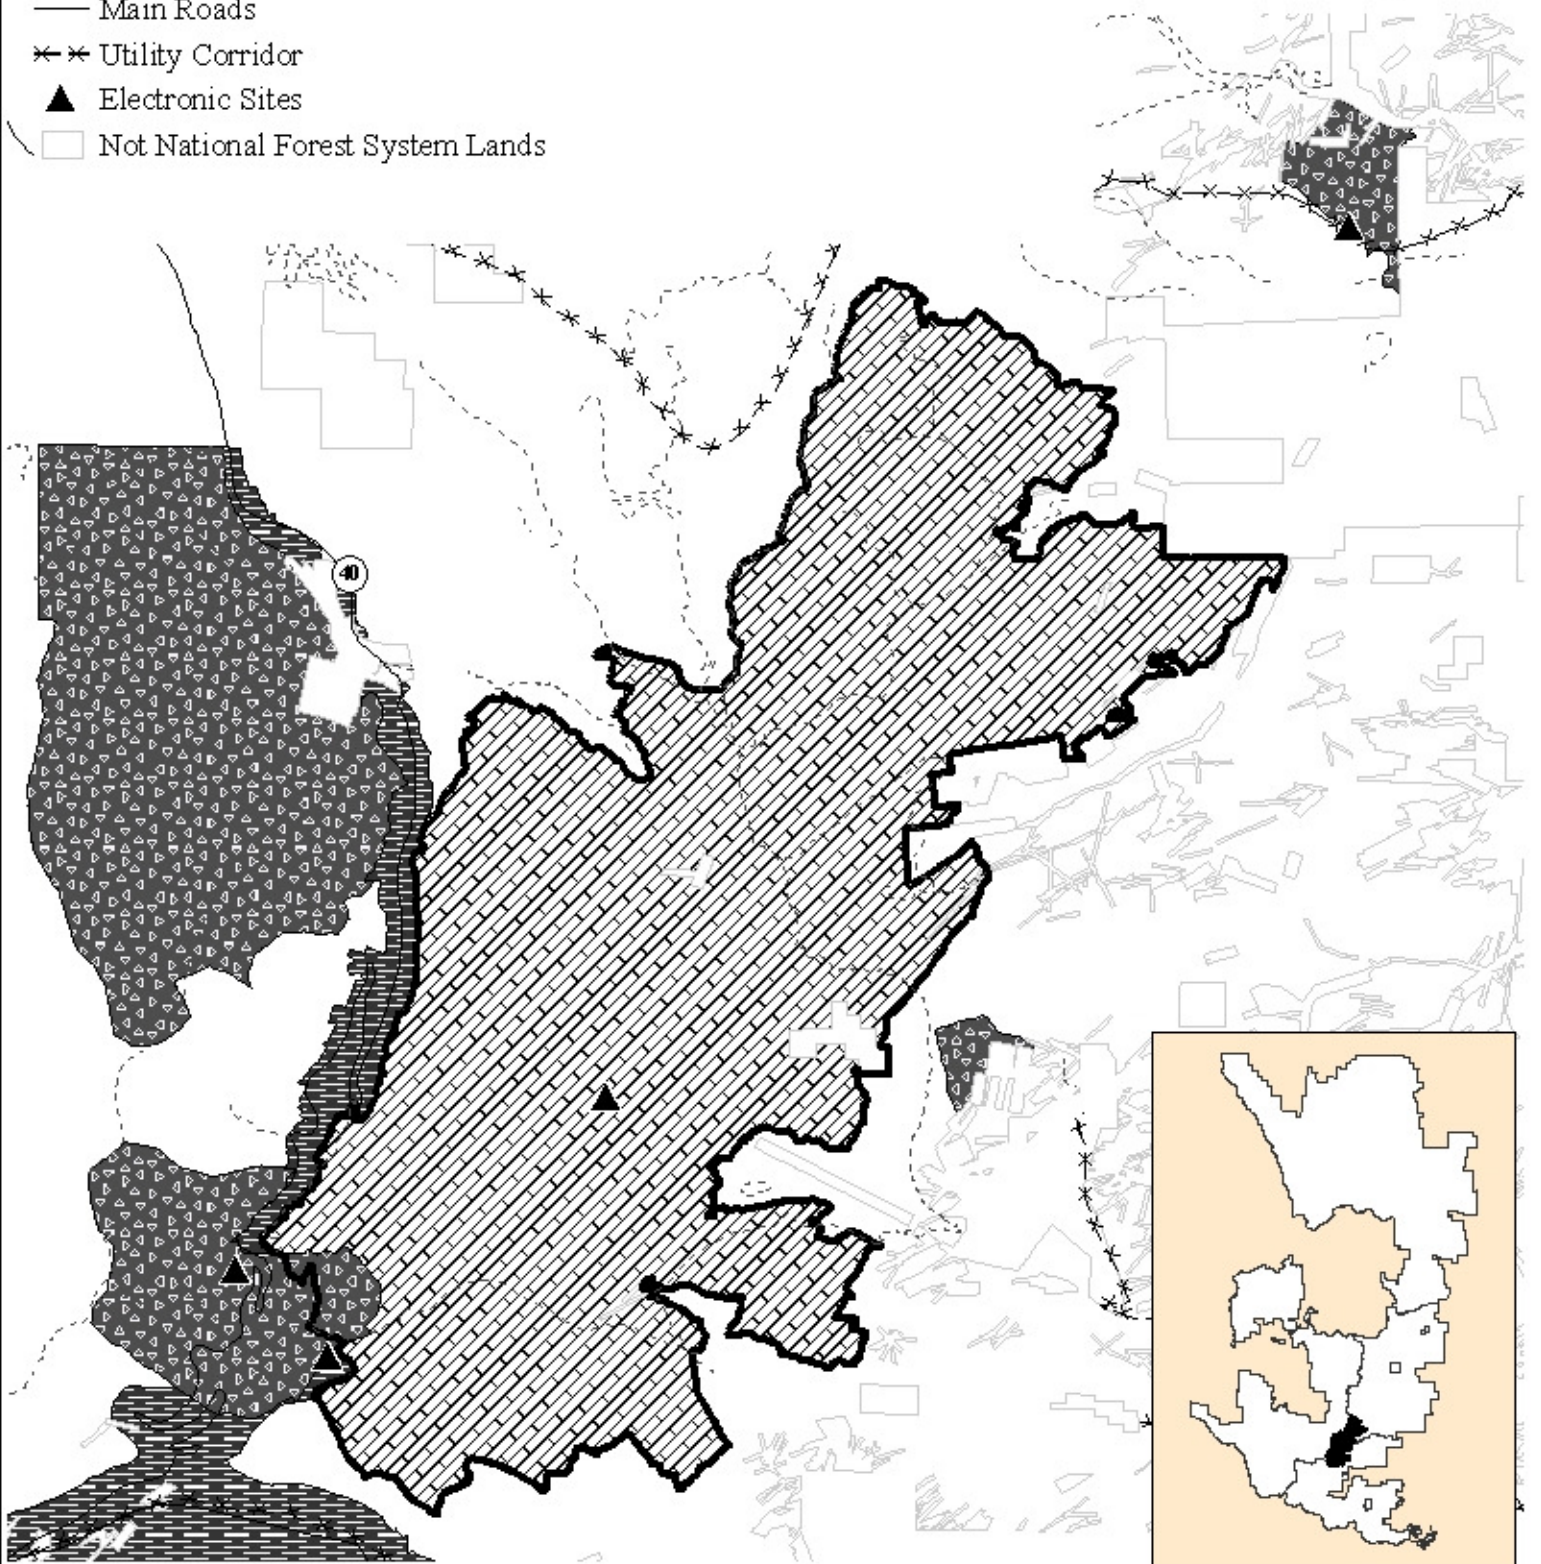 Main Roads
Utility Corridor
Electronic Sites
Not National Forest System Lands
40